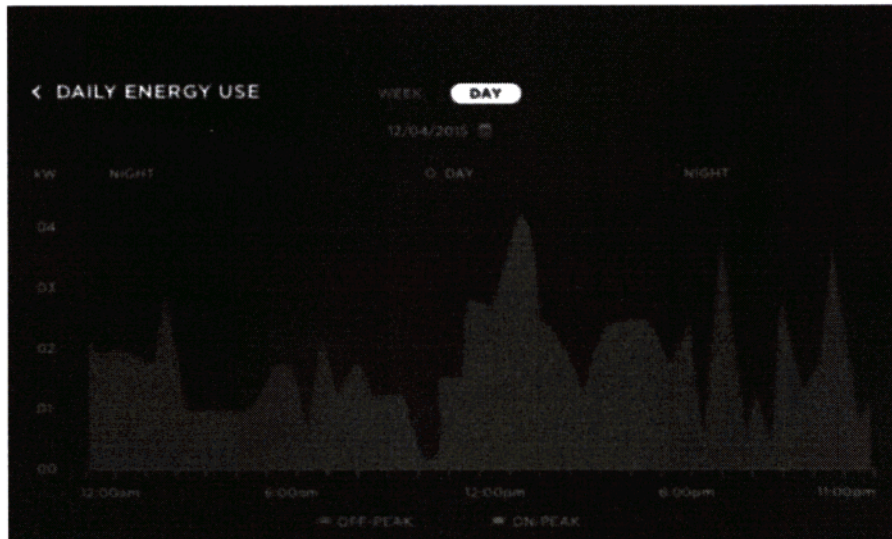 < DAILY ENERGY USE WEEK DAY
12/04/2015
kW NIGHT DAY NIGHT
04
03
02
01
00
12:00am 6:00am 12:00pm 6:00pm 11:00pm
OFF-PEAK ON-PEAK